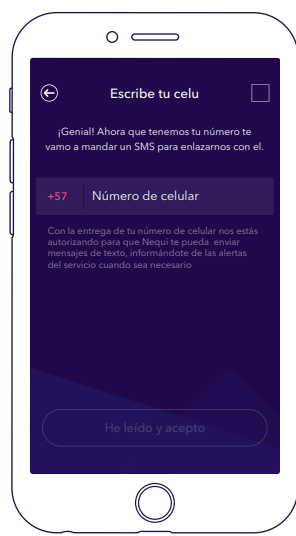 Escribe tu celu
¡Genial! Ahora que tenemos tu número te
vamo a mandar un SMS para enlazarnos con el.
+57 Número de celular
Con la entrega de tu número de celular nos estás
autorizando para que Nequi te pueda enviar
mensajes de texto, informándote de las alertas
del servicio cuando sea necesario
He leído y acepto